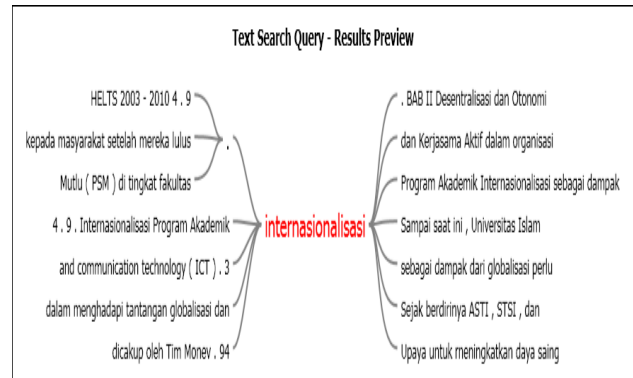 Text Search Query - Results Preview
HELTS 2003 - 2010 4 . 9
kepada masyarakat setelah mereka lulus
.
Mutlu ( PSM ) di tingkat fakultas
4 . 9 . Internasionalisasi Program Akademik
and communication technology ( ICT ) . 3
dalam menghadapi tantangan globalisasi dan
dicakup oleh Tim Monev . 94
internasionalisasi
. BAB II Desentralisasi dan Otonomi
dan Kerjasama Aktif dalam organisasi
Program Akademik Internasionalisasi sebagai dampak
Sampai saat ini , Universitas Islam
sebagai dampak dari globalisasi perlu
Sejak berdirinya ASTI , STSI , dan
Upaya untuk rneningkatkan daya saing